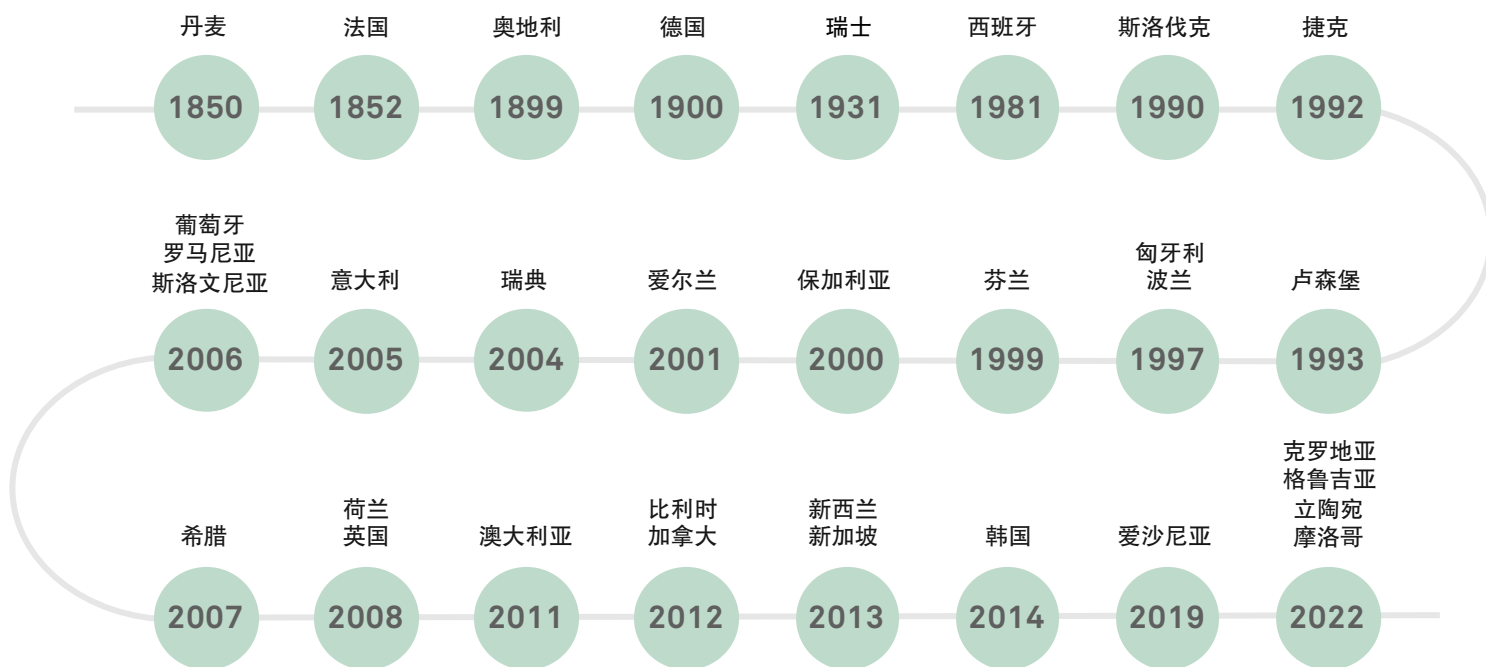 丹麦
1850
法国
1852
奥地利
1899
德国
1900
瑞士
1931
西班牙
1981
斯洛伐克
1990
捷克
1992
卢森堡
1993
匈牙利
波兰
1997
芬兰
1999
保加利亚
2000
爱尔兰
2001
瑞典
2004
意大利
2005
葡萄牙
罗马尼亚
斯洛文尼亚
2006
希腊
2007
荷兰
英国
2008
澳大利亚
2011
比利时
加拿大
2012
新西兰
新加坡
2013
韩国
2014
爱沙尼亚
2019
克罗地亚
格鲁吉亚
立陶宛
摩洛哥
2022